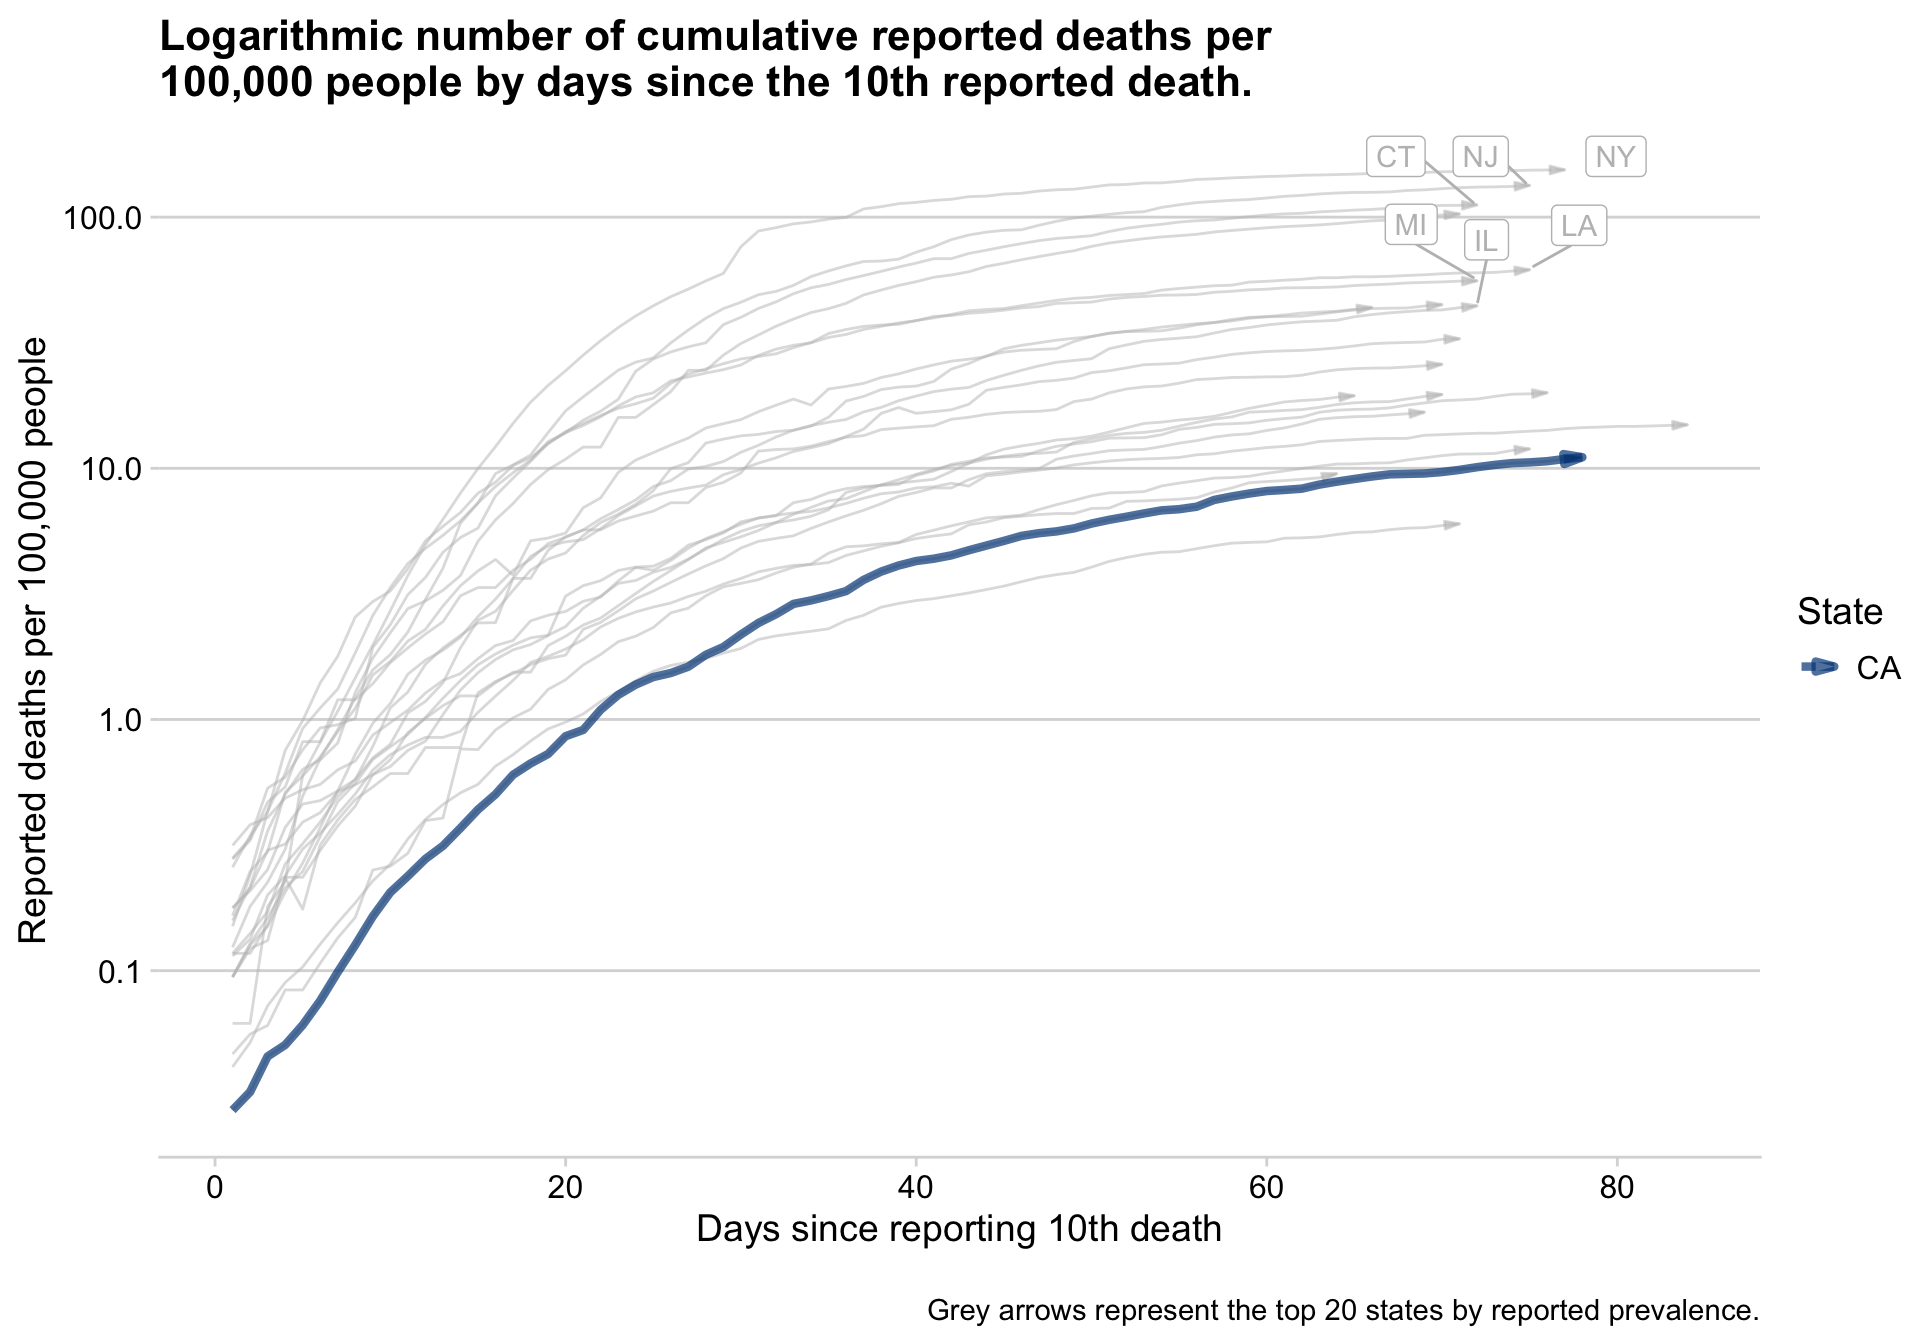 Logarithmic number of cumulative reported deaths per
100,000 people by days since the 10th reported death.
CT
NJ
NY
MI
IL
LA
100.0
10.0
1.0
0.1
Reported deaths per 100,000 people
0
20
40
60
80
Days since reporting 10th death
State
CA
Grey arrows represent the top 20 states by reported prevalence.